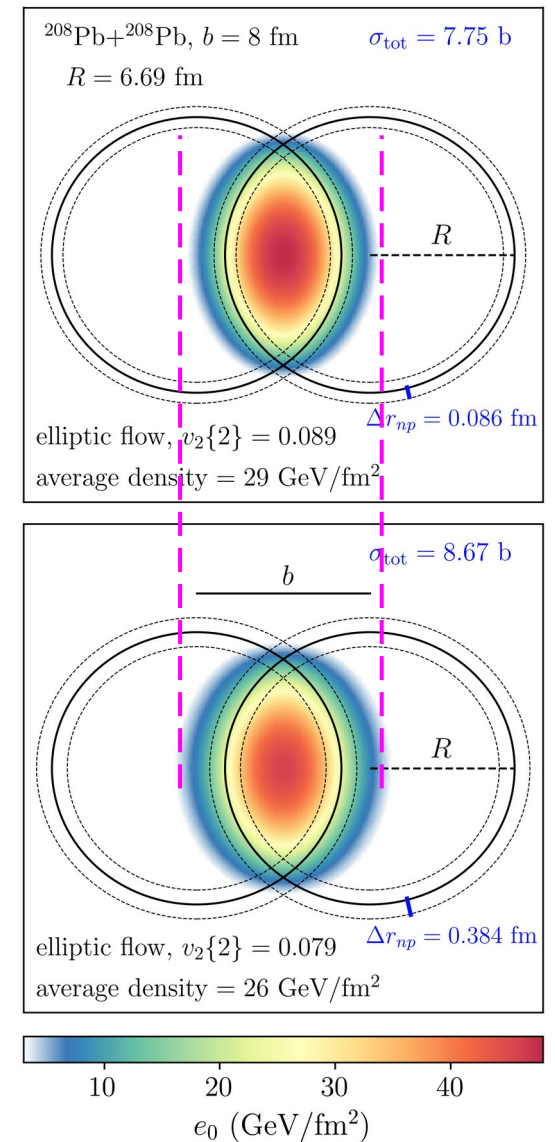 ²⁰⁸Pb+²⁰⁸Pb, b = 8 fm
σ_tot = 7.75 b
R = 6.69 fm
R
Δr_np = 0.086 fm
elliptic flow, v₂{2} = 0.089
average density = 29 GeV/fm²
σ_tot = 8.67 b
b
R
Δr_np = 0.384 fm
elliptic flow, v₂{2} = 0.079
average density = 26 GeV/fm²
10 20 30 40
e₀ (GeV/fm²)